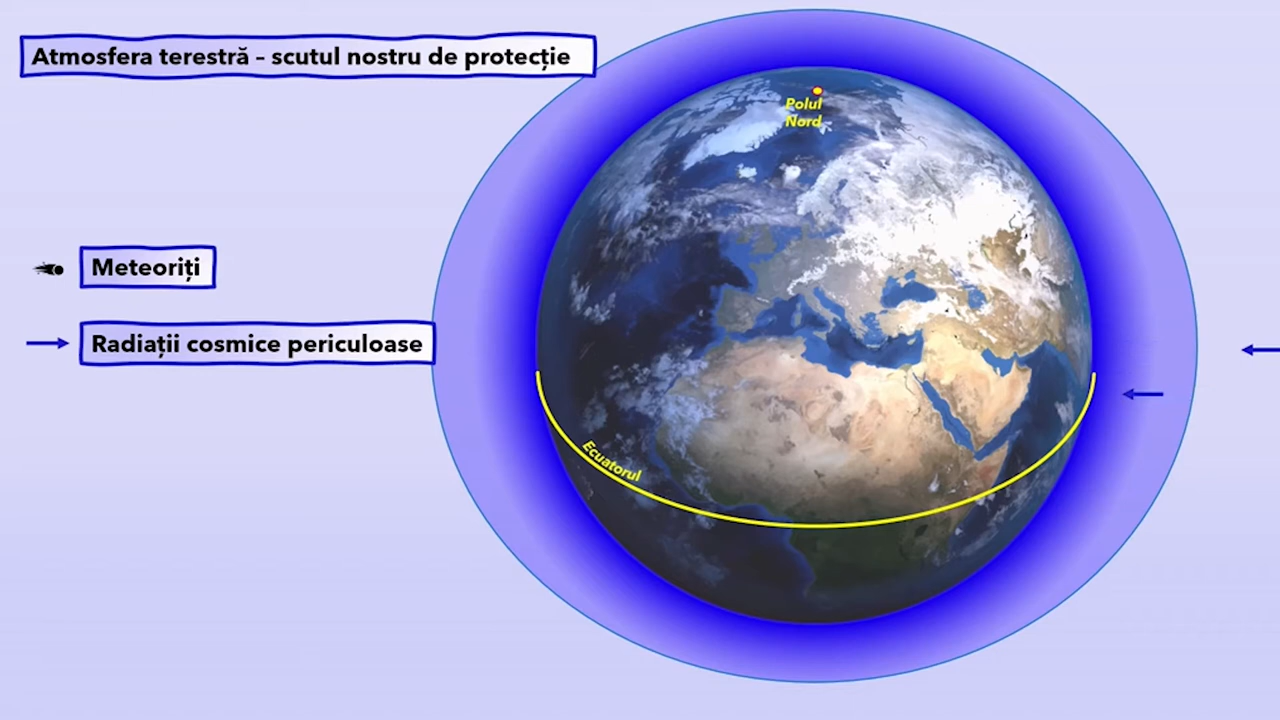 Atmosfera terestră – scutul nostru de protecție
Polul
Nord
Meteoriți
Radiații cosmice periculoase
Ecuatorul